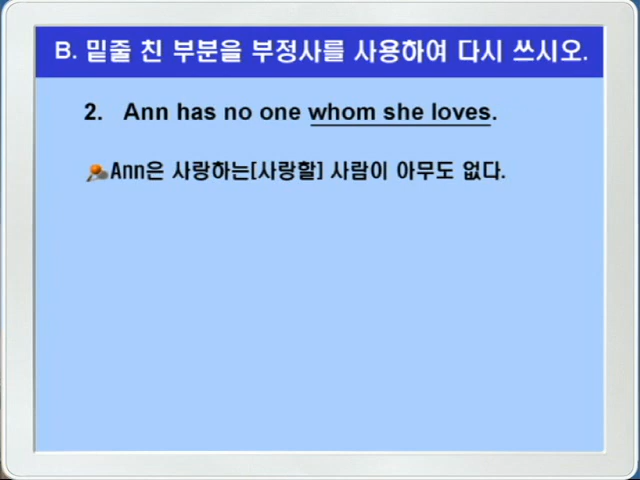 B. 밑줄 친 부분을 부정사를 사용하여 다시 쓰시오.
2. Ann has no one whom she loves.
Ann은 사랑하는[사랑할] 사람이 아무도 없다.